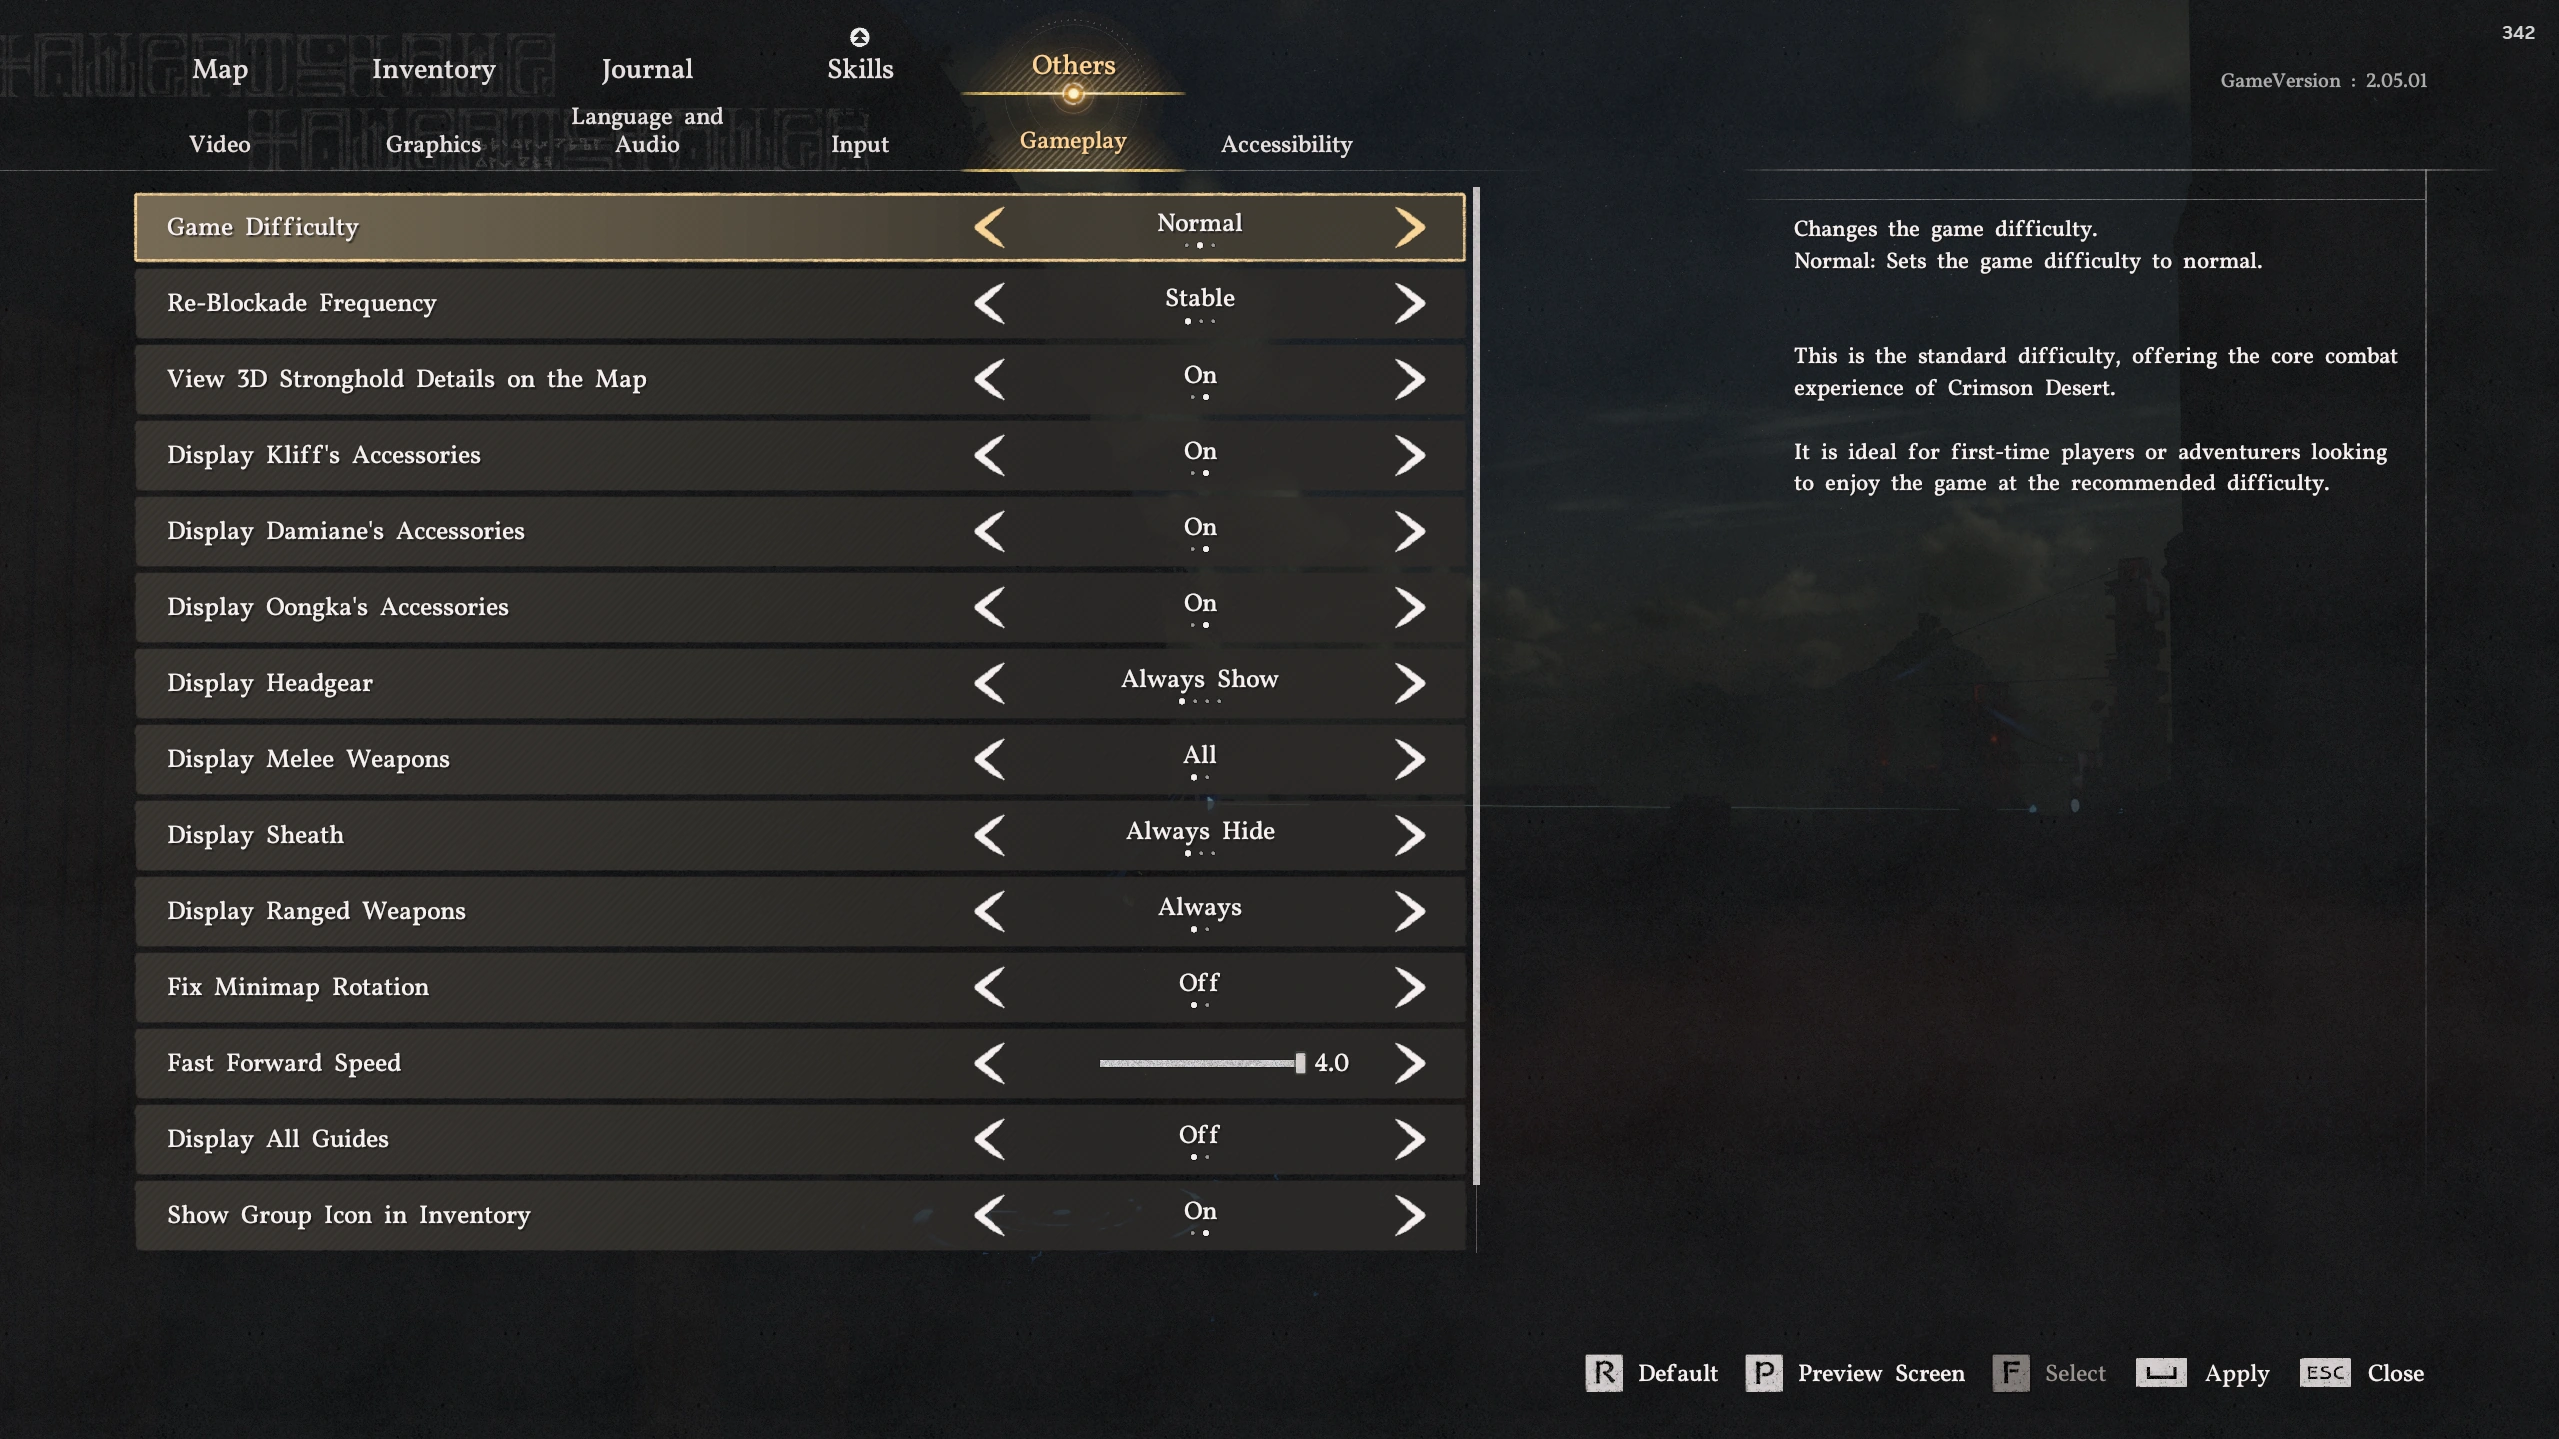 342
Map
Inventory
Journal
Skills
Others
GameVersion : 2.05.01
Video
Graphics
Language and
Audio
Input
Gameplay
Accessibility
Game Difficulty
Normal
Re-Blockade Frequency
Stable
View 3D Stronghold Details on the Map
On
Display Kliff's Accessories
On
Display Damiane's Accessories
On
Display Oongka's Accessories
On
Display Headgear
Always Show
Display Melee Weapons
All
Display Sheath
Always Hide
Display Ranged Weapons
Always
Fix Minimap Rotation
Off
Fast Forward Speed
4.0
Display All Guides
Off
Show Group Icon in Inventory
On
Changes the game difficulty.
Normal: Sets the game difficulty to normal.
This is the standard difficulty, offering the core combat
experience of Crimson Desert.
It is ideal for first-time players or adventurers looking
to enjoy the game at the recommended difficulty.
R Default
P Preview Screen
F Select
Apply
ESC Close